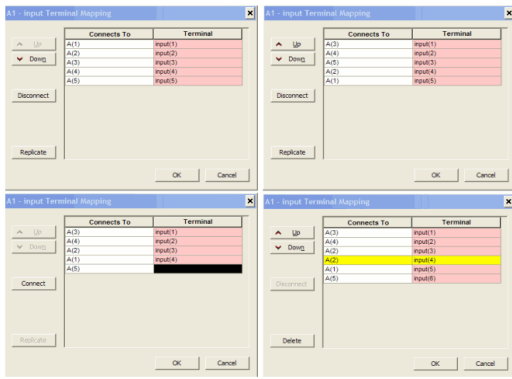 A1 - input Terminal Mapping
Connects To Terminal
Up
Down
Disconnect
Replicate
A(1) input(1)
A(2) input(2)
A(3) input(3)
A(4) input(4)
A(5) input(5)
OK Cancel
A1 - input Terminal Mapping
Connects To Terminal
Up
Down
Disconnect
Replicate
A(3) input(1)
A(4) input(2)
A(5) input(3)
A(2) input(4)
A(1) input(5)
OK Cancel
A1 - input Terminal Mapping
Connects To Terminal
Up
Down
Connect
Replicate
A(3) input(1)
A(4) input(2)
A(2) input(3)
A(1) input(4)
A(5)
OK Cancel
A1 - input Terminal Mapping
Connects To Terminal
Up
Down
Disconnect
Delete
A(3) input(1)
A(4) input(2)
A(2) input(3)
A(2) input(4)
A(1) input(5)
A(5) input(6)
OK Cancel